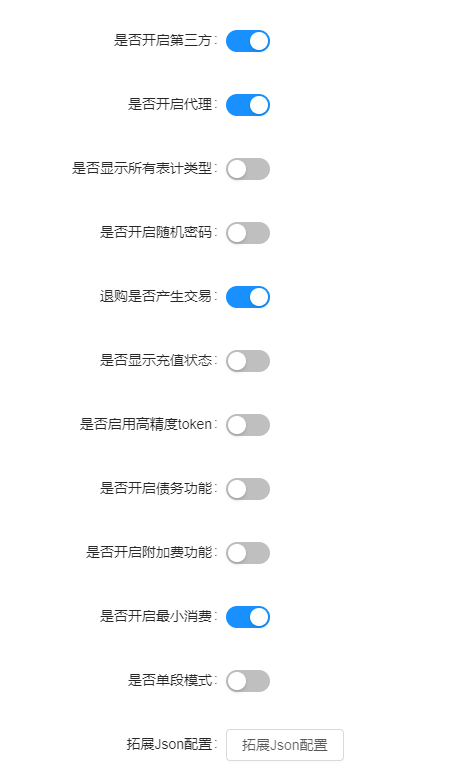 是否开启第三方:
是否开启代理:
是否显示所有表计类型:
是否开启随机密码:
退购是否产生交易:
是否显示充值状态:
是否启用高精度token:
是否开启债务功能:
是否开启附加费功能:
是否开启最小消费:
是否单段模式:
拓展Json配置: 拓展Json配置